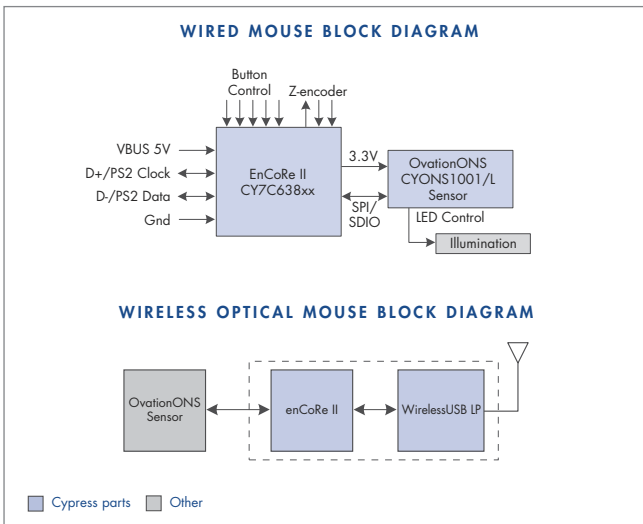 WIRED MOUSE BLOCK DIAGRAM
Button
Control
Z-encoder
VBUS 5V
D+/PS2 Clock
D-/PS2 Data
Gnd
EnCoRe II
CY7C638xx
3.3V
SPI/
SDIO
OvationONS
CYONS1001/L
Sensor
LED Control
Illumination
WIRELESS OPTICAL MOUSE BLOCK DIAGRAM
OvationONS
Sensor
enCoRe II
WirelessUSB LP
Cypress parts
Other